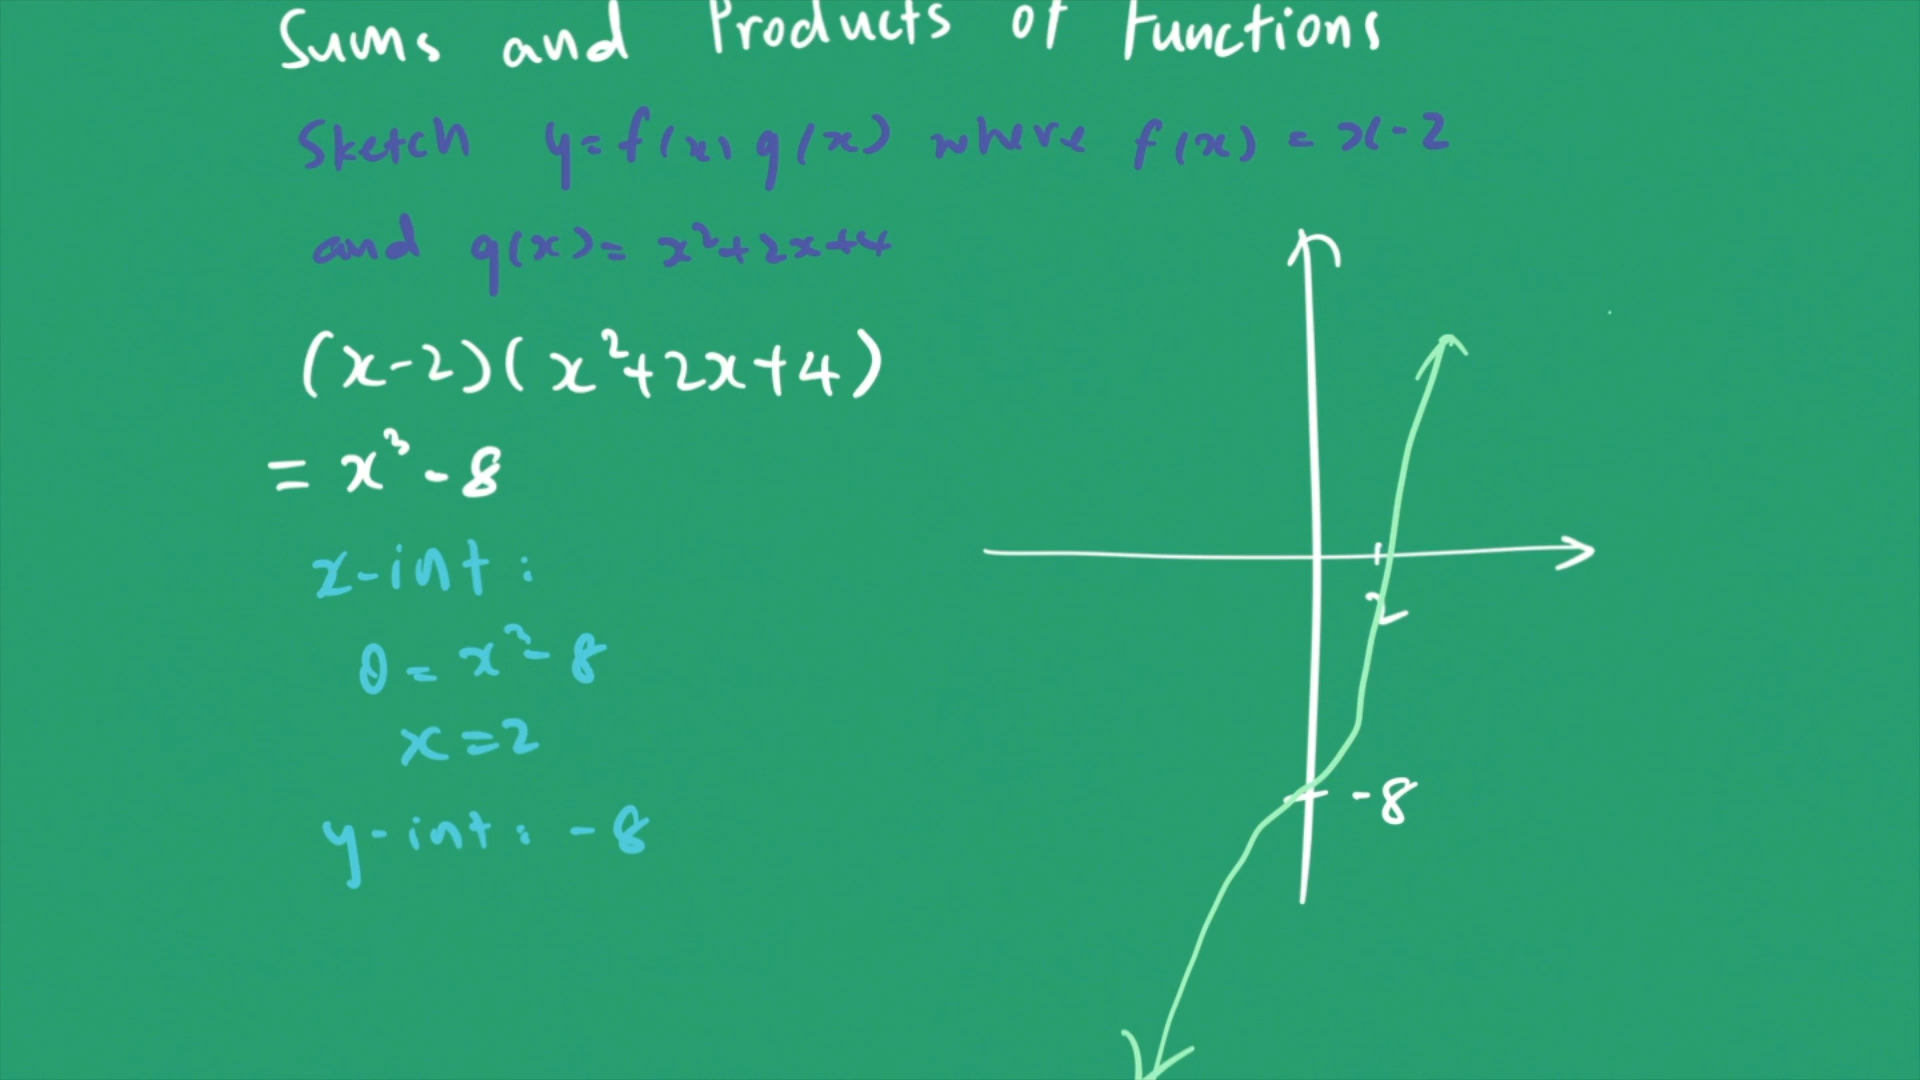 Sums and Products of Functions
Sketch y=f(x)g(x) where f(x) = x-2
and g(x)= x²+2x+4
(x-2)(x²+2x+4)
= x³-8
x-int:
0=x³-8
x=2
2
y-int: -8
-8